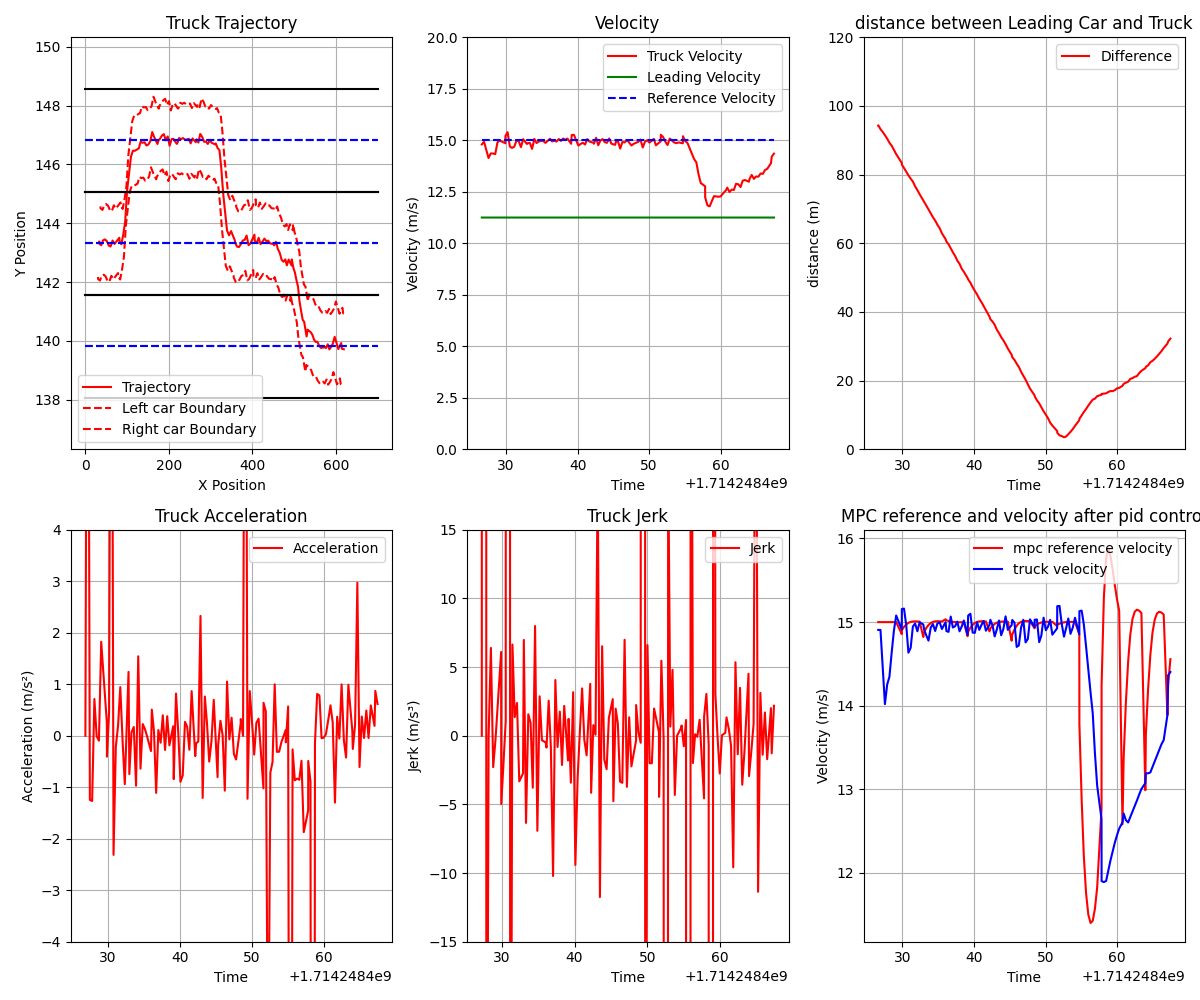 Truck Trajectory
150
148
146
144
142
140
138
Y Position
0
200
400
600
X Position
Trajectory
Left car Boundary
Right car Boundary
Velocity
20.0
17.5
15.0
12.5
10.0
7.5
5.0
2.5
0.0
Velocity (m/s)
30
40
50
60
Time
+1.7142484e9
Truck Velocity
Leading Velocity
Reference Velocity
distance between Leading Car and Truck
120
100
80
60
40
20
0
distance (m)
30
40
50
60
Time
+1.7142484e9
Difference
Truck Acceleration
4
3
2
1
0
−1
−2
−3
−4
Acceleration (m/s²)
30
40
50
60
Time
+1.7142484e9
Acceleration
Truck Jerk
15
10
5
0
−5
−10
−15
Jerk (m/s³)
30
40
50
60
Time
+1.7142484e9
Jerk
MPC reference and velocity after pid contro
16
15
14
13
12
Velocity (m/s)
30
40
50
60
Time
+1.7142484e9
mpc reference velocity
truck velocity